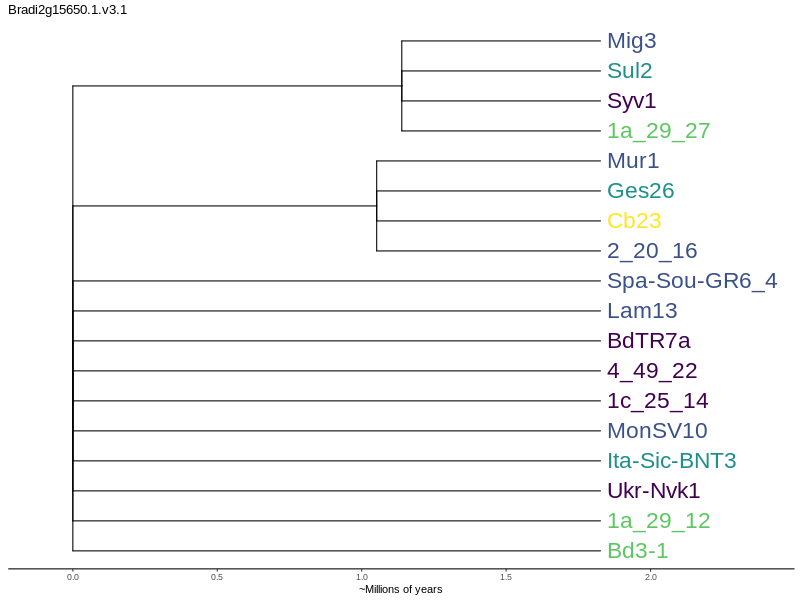 Bradi2g15650.1.v3.1
Mig3
Sul2
Syv1
1a_29_27
Mur1
Ges26
Cb23
2_20_16
Spa-Sou-GR6_4
Lam13
BdTR7a
4_49_22
1c_25_14
MonSV10
Ita-Sic-BNT3
Ukr-Nvk1
1a_29_12
Bd3-1
0.0 0.5 1.0 1.5 2.0
~Millions of years